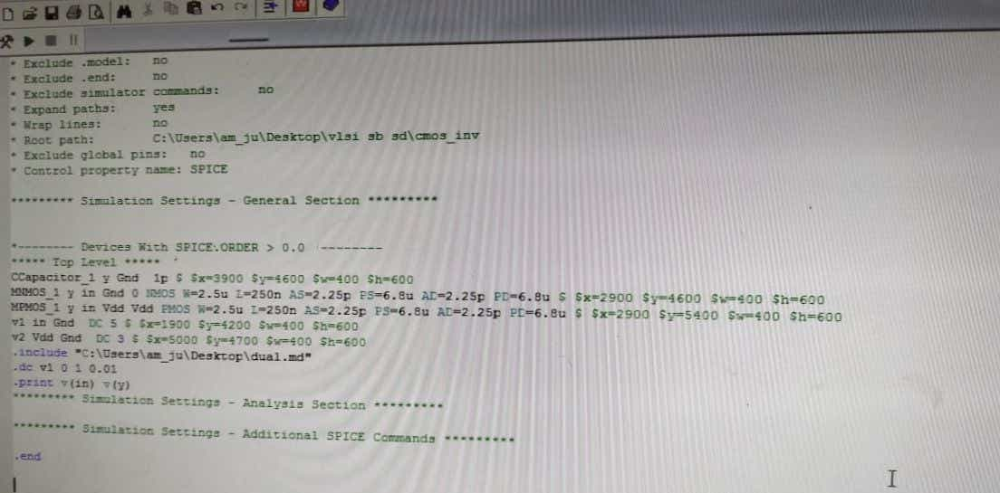 * Exclude .model: no
* Exclude .end: no
* Exclude simulator commands: no
* Expand paths: yes
* Wrap lines: no
* Root path: C:\Users\am_ju\Desktop\vlsi sb sd\cmos_inv
* Exclude global pins: no
* Control property name: SPICE
********* Simulation Settings - General Section *********
*-------- Devices With SPICE.ORDER > 0.0 --------
***** Top Level *****
CCapacitor_1 y Gnd 1p $ $x=3900 $y=4600 $w=400 $h=600
MNMOS_1 y in Gnd 0 NMOS W=2.5u L=250n AS=2.25p PS=6.8u AD=2.25p PD=6.8u $ $x=2900 $y=4600 $w=400 $h=600
MPMOS_1 y in Vdd Vdd PMOS W=2.5u L=250n AS=2.25p PS=6.8u AD=2.25p PD=6.8u $ $x=2900 $y=5400 $w=400 $h=600
v1 in Gnd DC 5 $ $x=1900 $y=4200 $w=400 $h=600
v2 Vdd Gnd DC 3 $ $x=5000 $y=4700 $w=400 $h=600
.include "C:\Users\am_ju\Desktop\dual.md"
.dc v1 0 1 0.01
.print v(in) v(y)
********* Simulation Settings - Analysis Section *********
********* Simulation Settings - Additional SPICE Commands *********
.end